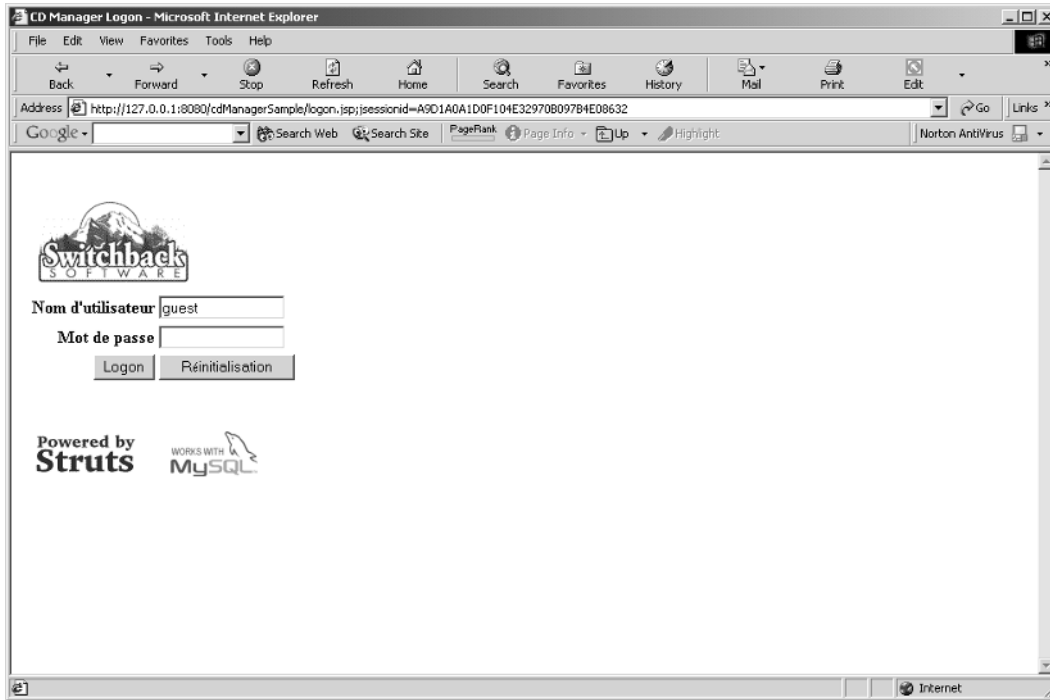 CD Manager Logon - Microsoft Internet Explorer
File Edit View Favorites Tools Help
Back Forward Stop Refresh Home Search Favorites History Mail Print Edit »
Address http://127.0.0.1:8080/cdManagerSample/logon.jsp;jsessionid=A9D1A0A1D0F104E32970B097B4E08632 Go Links »
Google Search Web Search Site PageRank Page Info Up Highlight Norton AntiVirus
Switchback
SOFTWARE
Nom d'utilisateur guest
Mot de passe
Logon Réinitialisation
Powered by
Struts
WORKS WITH
MySQL
Internet